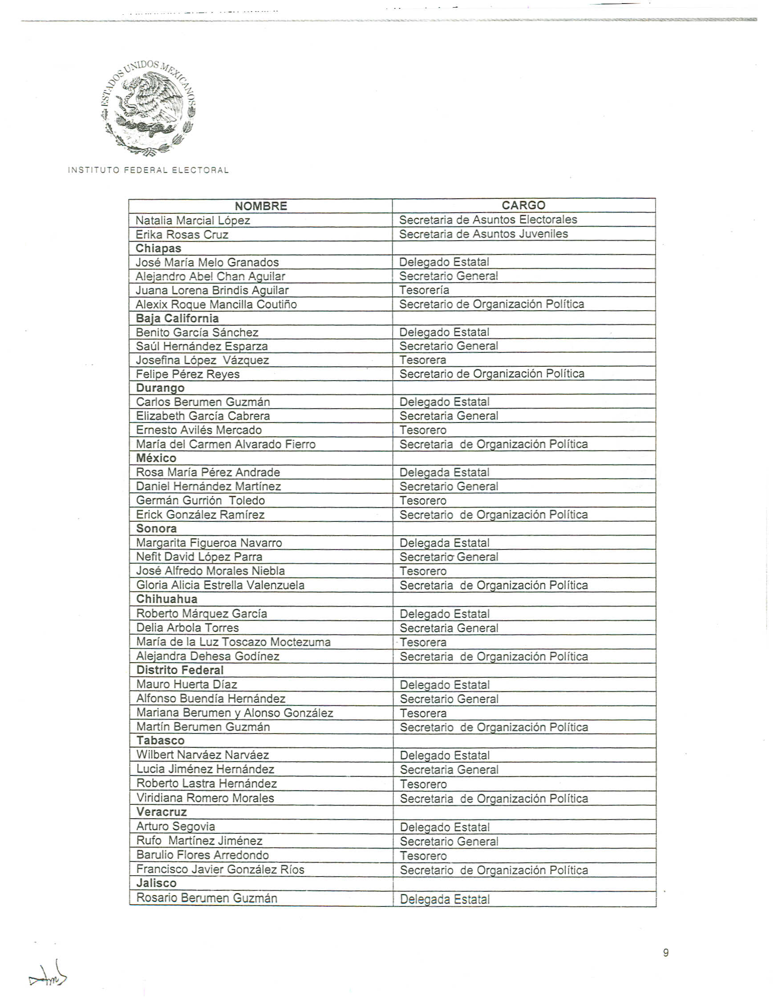 ESTADOS UNIDOS MEXICANOS
INSTITUTO FEDERAL ELECTORAL
NOMBRE CARGO
Natalia Marcial López Secretaria de Asuntos Electorales
Erika Rosas Cruz Secretaria de Asuntos Juveniles
Chiapas
José María Melo Granados Delegado Estatal
Alejandro Abel Chan Aguilar Secretario General
Juana Lorena Brindis Aguilar Tesorería
Alexix Roque Mancilla Coutiño Secretario de Organización Política
Baja California
Benito García Sánchez Delegado Estatal
Saúl Hernández Esparza Secretario General
Josefina López Vázquez Tesorera
Felipe Pérez Reyes Secretario de Organización Política
Durango
Carlos Berumen Guzmán Delegado Estatal
Elizabeth García Cabrera Secretaria General
Ernesto Avilés Mercado Tesorero
María del Carmen Alvarado Fierro Secretaria de Organización Política
México
Rosa María Pérez Andrade Delegada Estatal
Daniel Hernández Martínez Secretario General
Germán Gurrión Toledo Tesorero
Erick González Ramírez Secretario de Organización Política
Sonora
Margarita Figueroa Navarro Delegada Estatal
Nefit David López Parra Secretario General
José Alfredo Morales Niebla Tesorero
Gloria Alicia Estrella Valenzuela Secretaria de Organización Política
Chihuahua
Roberto Márquez García Delegado Estatal
Delia Arbola Torres Secretaria General
María de la Luz Toscazo Moctezuma Tesorera
Alejandra Dehesa Godínez Secretaria de Organización Política
Distrito Federal
Mauro Huerta Díaz Delegado Estatal
Alfonso Buendía Hernández Secretario General
Mariana Berumen y Alonso González Tesorera
Martín Berumen Guzmán Secretario de Organización Política
Tabasco
Wilbert Narváez Narváez Delegado Estatal
Lucia Jiménez Hernández Secretaria General
Roberto Lastra Hernández Tesorero
Viridiana Romero Morales Secretaria de Organización Política
Veracruz
Arturo Segovia Delegado Estatal
Rufo Martínez Jiménez Secretario General
Barulio Flores Arredondo Tesorero
Francisco Javier González Ríos Secretario de Organización Política
Jalisco
Rosario Berumen Guzmán Delegada Estatal
9